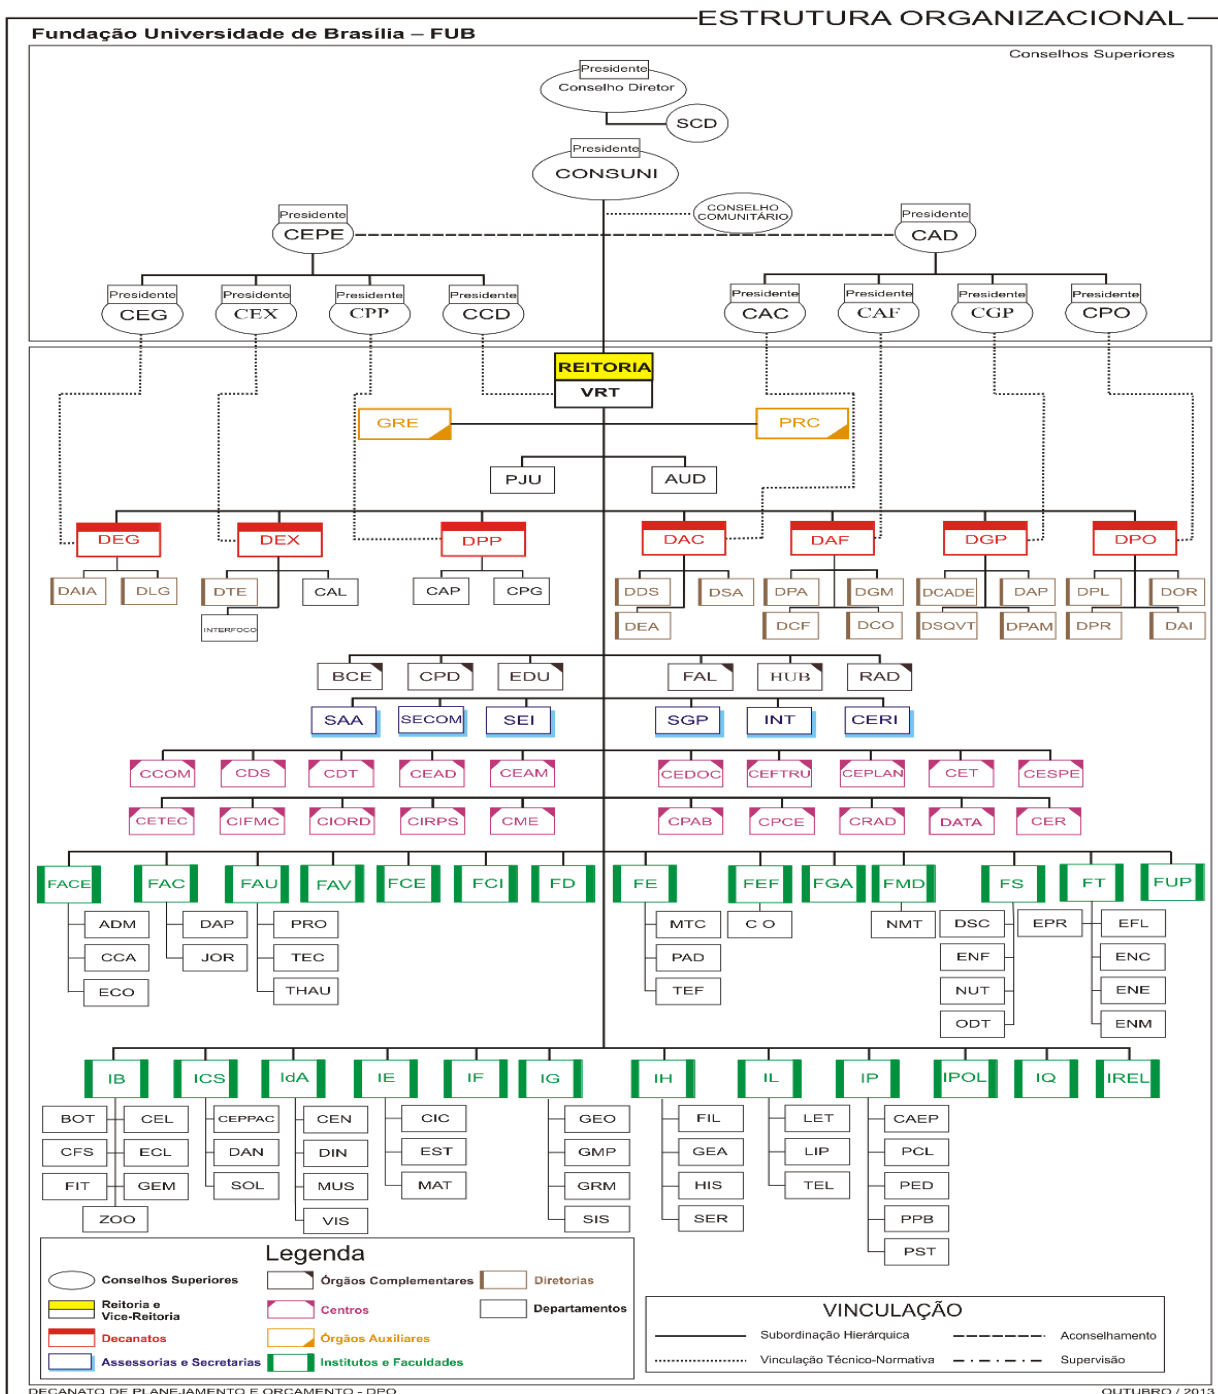 ESTRUTURA ORGANIZACIONAL
Fundação Universidade de Brasília – FUB
Conselhos Superiores
Presidente
Conselho Diretor
SCD
Presidente
CONSUNI
CONSELHO
COMUNITÁRIO
Presidente
CEPE
Presidente
CAD
Presidente Presidente Presidente Presidente Presidente Presidente Presidente Presidente
CEG CEX CPP CCD CAC CAF CGP CPO
REITORIA
VRT
GRE PRC
PJU AUD
DEG DEX DPP DAC DAF DGP DPO
DAIA DLG DTE CAL CAP CPG DDS DSA DPA DGM DCADE DAP DPL DOR
INTERFOCO DEA DCF DCO DSQVT DPAM DPR DAI
BCE CPD EDU FAL HUB RAD
SAA SECOM SEI SGP INT CERI
CCOM CDS CDT CEAD CEAM CEDOC CEFTRU CEPLAN CET CESPE
CETEC CIFMC CIORD CIRPS CME CPAB CPCE CRAD DATA CER
FACE FAC FAU FAV FCE FCI FD FE FEF FGA FMD FS FT FUP
ADM DAP PRO MTC C O NMT DSC EPR EFL
CCA JOR TEC PAD ENF ENC
ECO THAU TEF NUT ENE
ODT ENM
IB ICS IdA IE IF IG IH IL IP IPOL IQ IREL
BOT CEL CEPPAC CEN CIC GEO FIL LET CAEP
CFS ECL DAN DIN EST GMP GEA LIP PCL
FIT GEM SOL MUS MAT GRM HIS TEL PED
ZOO VIS SIS SER PPB
PST
Legenda
Conselhos Superiores Órgãos Complementares Diretorias
Reitoria e
Vice-Reitoria Centros Departamentos
Decanatos Órgãos Auxiliares
Assessorias e Secretarias Institutos e Faculdades
VINCULAÇÃO
Subordinação Hierárquica Aconselhamento
Vinculação Técnico-Normativa Supervisão
DECANATO DE PLANEJAMENTO E ORÇAMENTO - DPO OUTUBRO / 2013